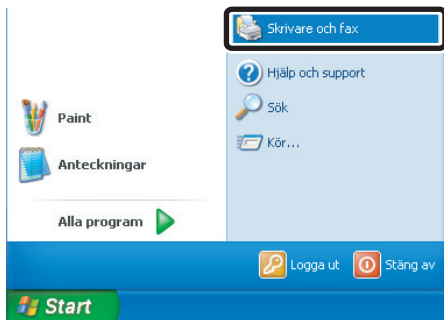 Skrivare och fax
Hjälp och support
Sök
Kör...
Paint
Anteckningar
Alla program
Logga ut
Stäng av
Start